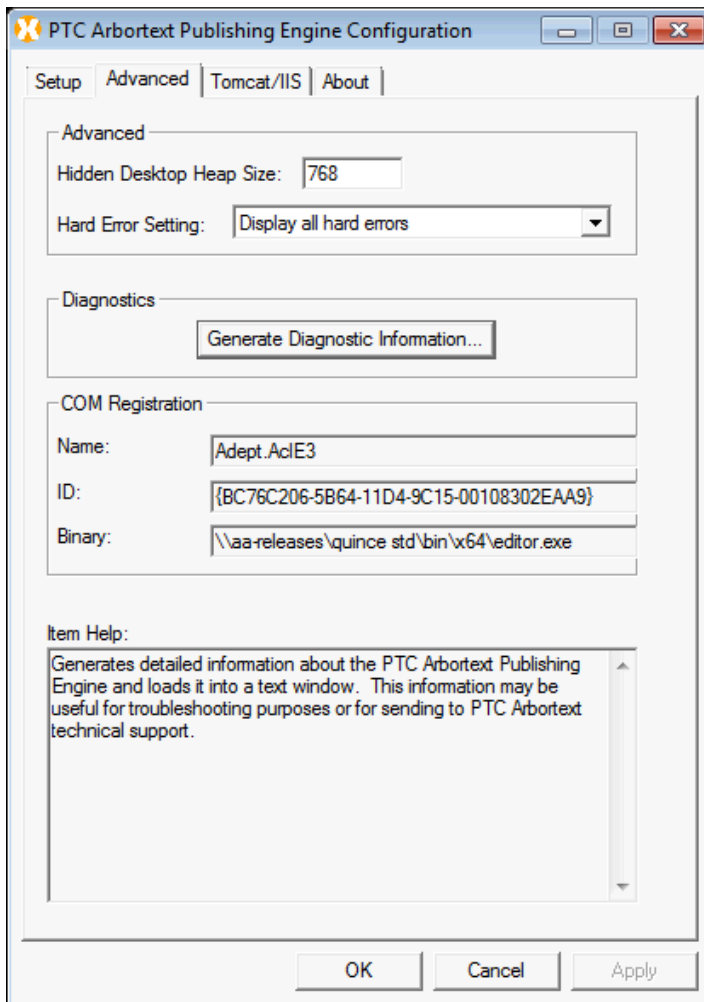 PTC Arbortext Publishing Engine Configuration
Setup Advanced Tomcat/IIS About
Advanced
Hidden Desktop Heap Size: 768
Hard Error Setting: Display all hard errors
Diagnostics
Generate Diagnostic Information...
COM Registration
Name: Adept.AclE3
ID: {BC76C206-5B64-11D4-9C15-00108302EAA9}
Binary: \\aa-releases\quince std\bin\x64\editor.exe
Item Help:
Generates detailed information about the PTC Arbortext Publishing
Engine and loads it into a text window.  This information may be
useful for troubleshooting purposes or for sending to PTC Arbortext
technical support.
OK Cancel Apply